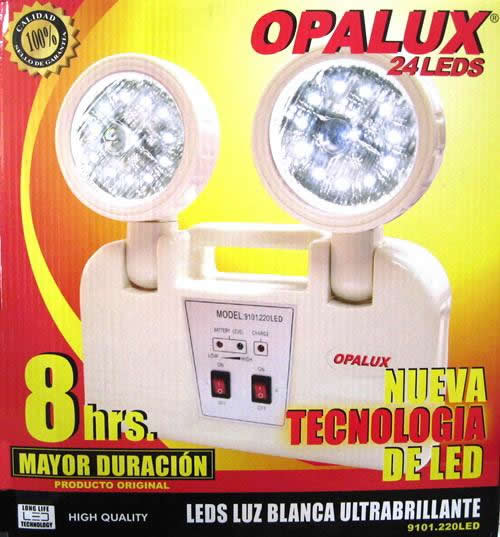 CALIDAD
100%
SELLO DE GARANTIA
OPALUX®
24 LEDS
MODEL:9101.220LED
BATTERY LEVEL CHARGE
LOW HIGH
ON ON
OFF OFF
OPALUX
8 hrs.
MAYOR DURACIÓN
PRODUCTO ORIGINAL
NUEVA
TECNOLOGIA
DE LED
LONG LIFE
LED
TECHNOLOGY
HIGH QUALITY
LEDS LUZ BLANCA ULTRABRILLANTE
9101.220LED